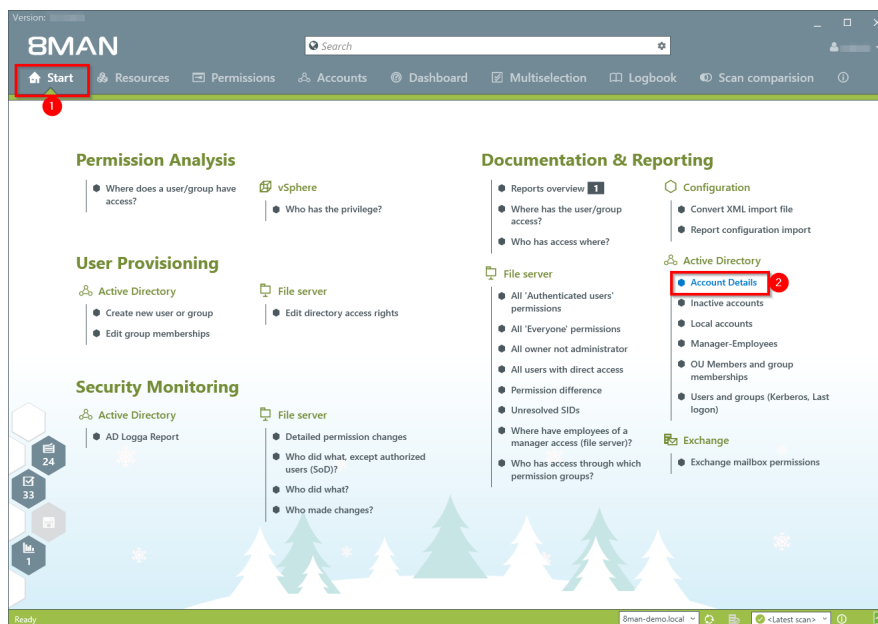 Version:
8MAN
Search
Start
Resources
Permissions
Accounts
Dashboard
Multiselection
Logbook
Scan comparision
1
Permission Analysis
Where does a user/group have
access?
vSphere
Who has the privilege?
User Provisioning
Active Directory
Create new user or group
Edit group memberships
File server
Edit directory access rights
Security Monitoring
Active Directory
AD Logga Report
File server
Detailed permission changes
Who did what, except authorized
users (SoD)?
Who did what?
Who made changes?
Documentation & Reporting
Reports overview 1
Where has the user/group
access?
Who has access where?
File server
All 'Authenticated users'
permissions
All 'Everyone' permissions
All owner not administrator
All users with direct access
Permission difference
Unresolved SIDs
Where have employees of a
manager access (file server)?
Who has access through which
permission groups?
Configuration
Convert XML import file
Report configuration import
Active Directory
Account Details
2
Inactive accounts
Local accounts
Manager-Employees
OU Members and group
memberships
Users and groups (Kerberos, Last
logon)
Exchange
Exchange mailbox permissions
24
33
1
Ready
8man-demo.local
<Latest scan>